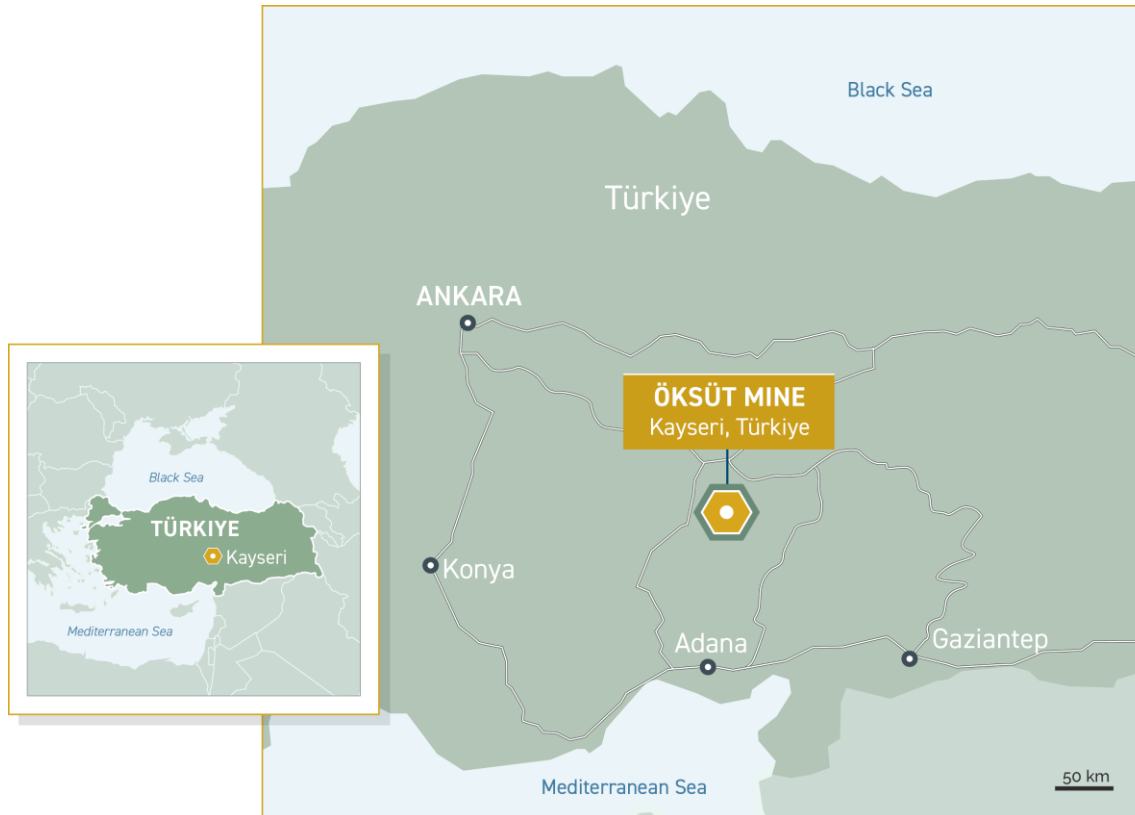 Black Sea
Türkiye
ANKARA
ÖKSÜT MINE
Kayseri, Türkiye
Black Sea
TÜRKIYE
Kayseri
Mediterranean Sea
Konya
Adana
Gaziantep
Mediterranean Sea
50 km